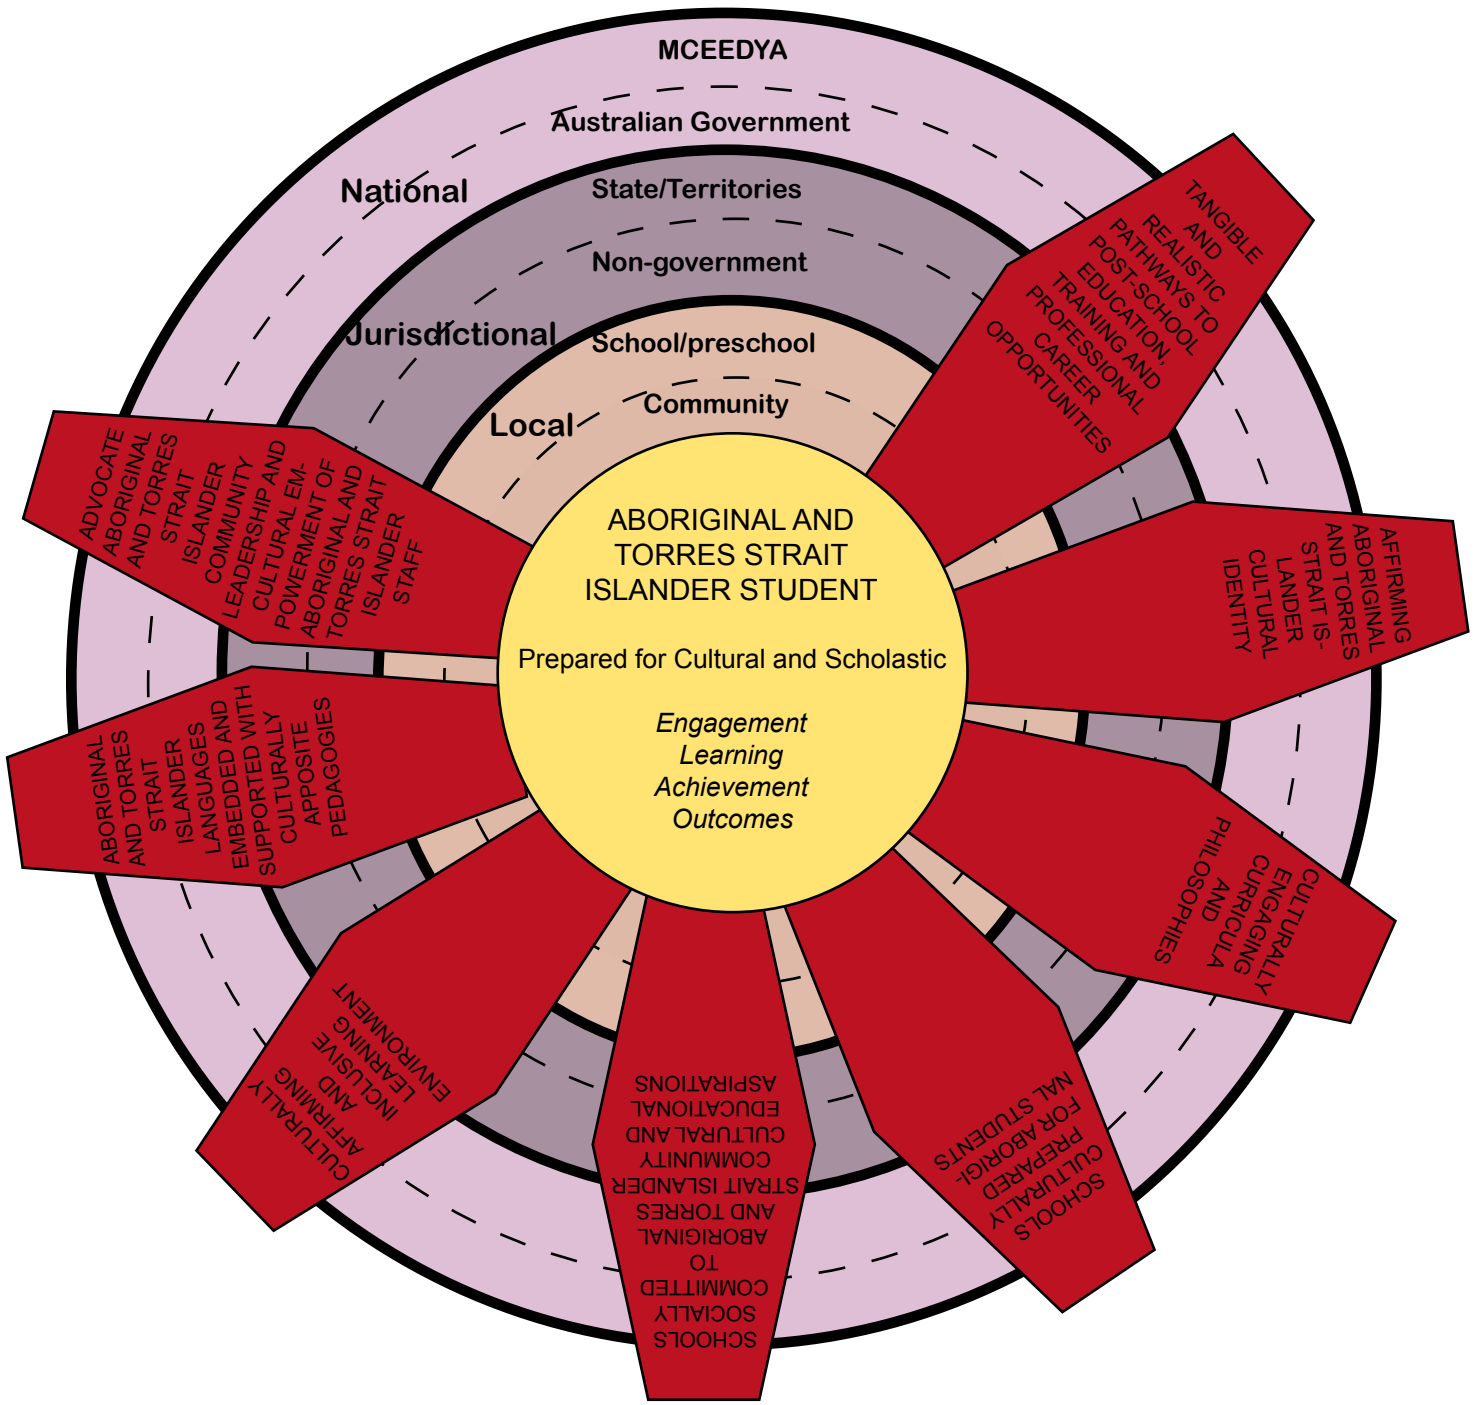 MCEEDYA
Australian Government
National
State/Territories
Non-government
Jurisdictional
School/preschool
Community
Local
ABORIGINAL AND
TORRES STRAIT
ISLANDER STUDENT
Prepared for Cultural and Scholastic
Engagement
Learning
Achievement
Outcomes
TANGIBLE
AND
REALISTIC
PATHWAYS TO
POST-SCHOOL
EDUCATION,
TRAINING AND
PROFESSIONAL
CAREER
OPPORTUNITIES
AFFIRMING
ABORIGINAL
AND TORRES
STRAIT IS-
LANDER
CULTURAL
IDENTITY
CULTURALLY
ENGAGING
CURRICULA
AND
PHILOSOPHIES
SCHOOLS
CULTURALLY
PREPARED
FOR ABORIGI-
NAL STUDENTS
SCHOOLS
SOCIALLY
COMMITTED
TO
ABORIGINAL
AND TORRES
STRAIT ISLANDER
COMMUNITY
CULTURAL AND
EDUCATIONAL
ASPIRATIONS
CULTURALLY
AFFIRMING
AND
INCLUSIVE
LEARNING
ENVIRONMENT
ABORIGINAL
AND TORRES
STRAIT
ISLANDER
LANGUAGES
EMBEDDED AND
SUPPORTED WITH
CULTURALLY
APPOSITE
PEDAGOGIES
ADVOCATE
ABORIGINAL
AND TORRES
STRAIT
ISLANDER
COMMUNITY
LEADERSHIP AND
CULTURAL EM-
POWERMENT OF
ABORIGINAL AND
TORRES STRAIT
ISLANDER
STAFF